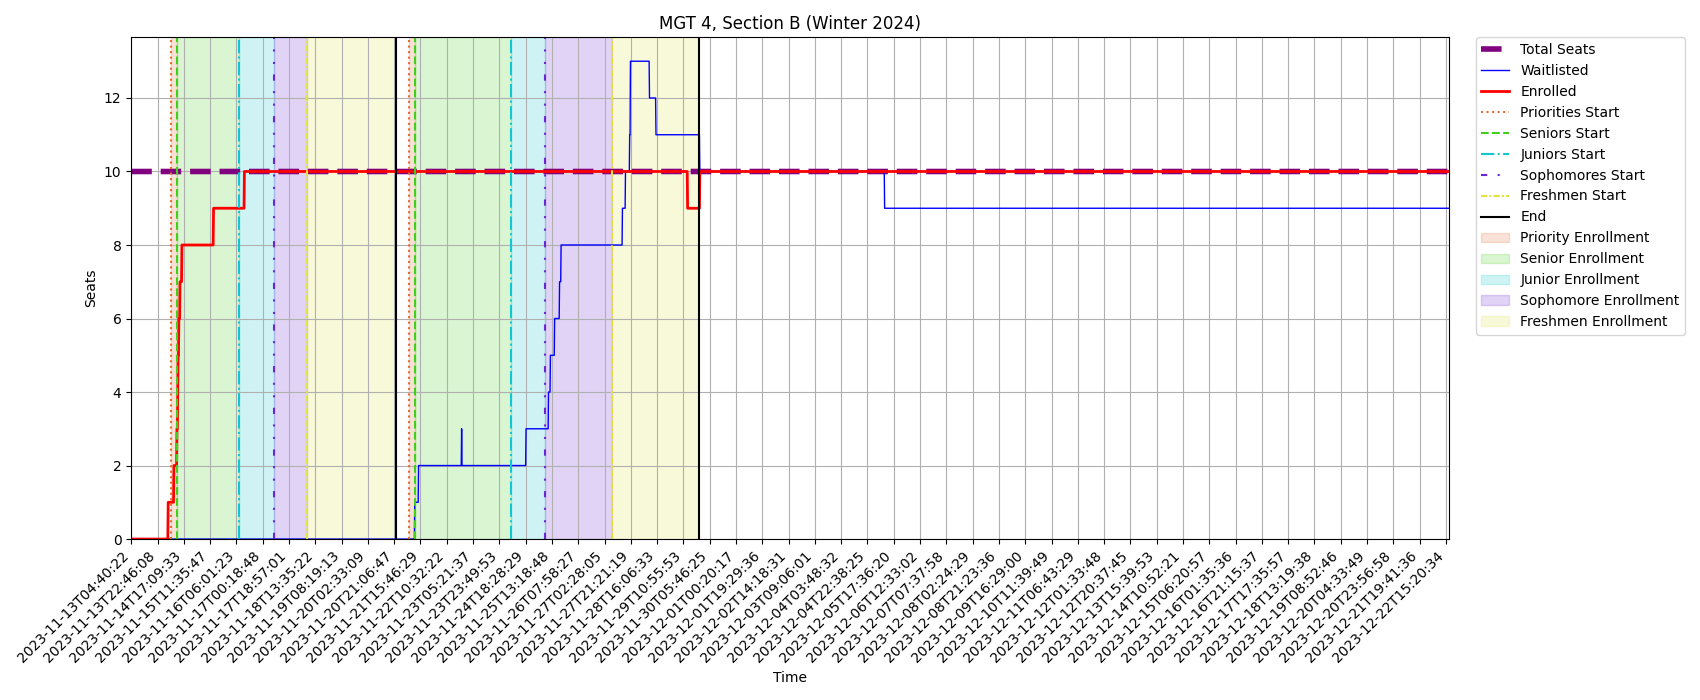 MGT 4, Section B (Winter 2024)
Seats
12
10
8
6
4
2
0
2023-11-13T04:40:22
2023-11-13T22:46:08
2023-11-14T17:09:33
2023-11-15T11:35:47
2023-11-16T06:01:23
2023-11-17T00:18:48
2023-11-17T18:57:01
2023-11-18T13:35:22
2023-11-19T08:19:13
2023-11-20T02:33:09
2023-11-20T21:06:47
2023-11-21T15:46:29
2023-11-22T10:32:22
2023-11-23T05:21:37
2023-11-23T23:49:53
2023-11-24T18:28:29
2023-11-25T13:18:48
2023-11-26T07:58:27
2023-11-27T02:28:05
2023-11-27T21:21:19
2023-11-28T16:06:33
2023-11-29T10:55:53
2023-11-30T05:46:25
2023-12-01T00:20:17
2023-12-01T19:29:36
2023-12-02T14:18:31
2023-12-03T09:06:01
2023-12-04T03:48:32
2023-12-04T22:38:25
2023-12-05T17:36:20
2023-12-06T12:33:02
2023-12-07T07:37:58
2023-12-08T02:24:29
2023-12-08T21:23:36
2023-12-09T16:29:00
2023-12-10T11:39:49
2023-12-11T06:43:29
2023-12-12T01:33:48
2023-12-12T20:37:45
2023-12-13T15:39:53
2023-12-14T10:52:21
2023-12-15T06:20:57
2023-12-16T01:35:36
2023-12-16T21:15:37
2023-12-17T17:35:57
2023-12-18T13:19:38
2023-12-19T08:52:46
2023-12-20T04:33:49
2023-12-20T23:56:58
2023-12-21T19:41:36
2023-12-22T15:20:34
Time
Total Seats
Waitlisted
Enrolled
Priorities Start
Seniors Start
Juniors Start
Sophomores Start
Freshmen Start
End
Priority Enrollment
Senior Enrollment
Junior Enrollment
Sophomore Enrollment
Freshmen Enrollment